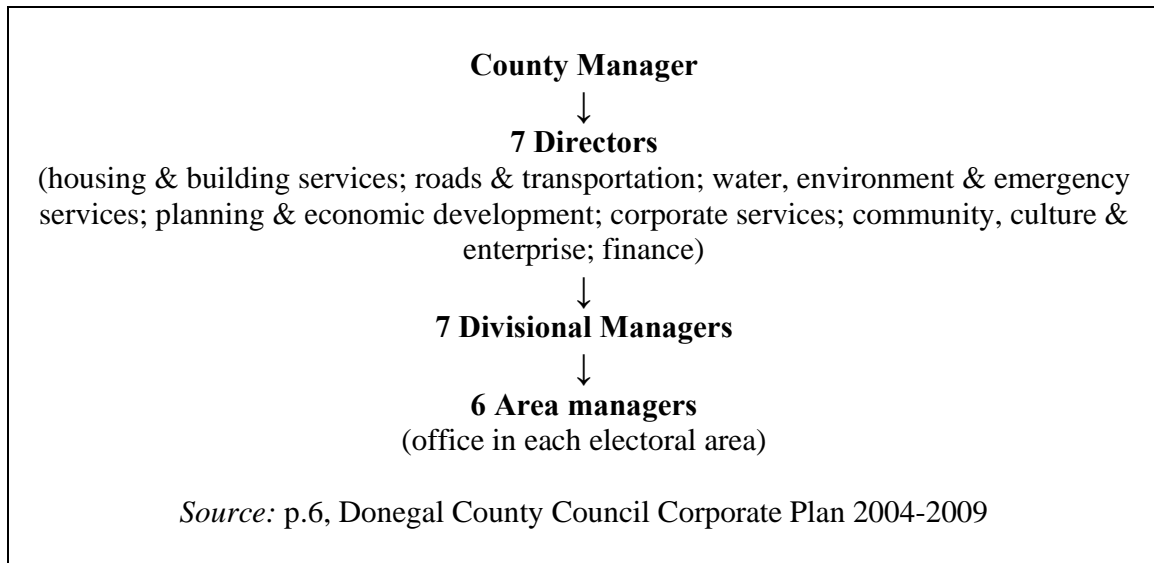 County Manager
↓
7 Directors
(housing & building services; roads & transportation; water, environment & emergency
services; planning & economic development; corporate services; community, culture &
enterprise; finance)
↓
7 Divisional Managers
↓
6 Area managers
(office in each electoral area)
Source: p.6, Donegal County Council Corporate Plan 2004-2009